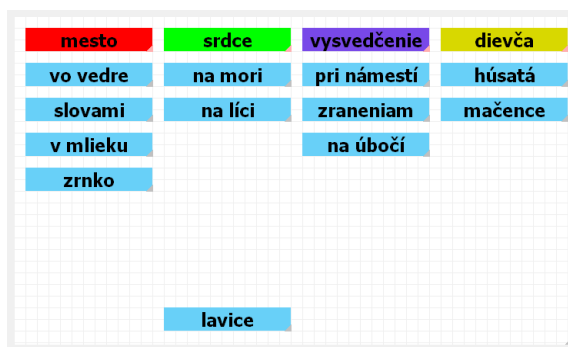 mesto srdce vysvedčenie dievča
vo vedre na mori pri námestí húsatá
slovami na líci zraneniam mačence
v mlieku na úbočí
zrnko
lavice